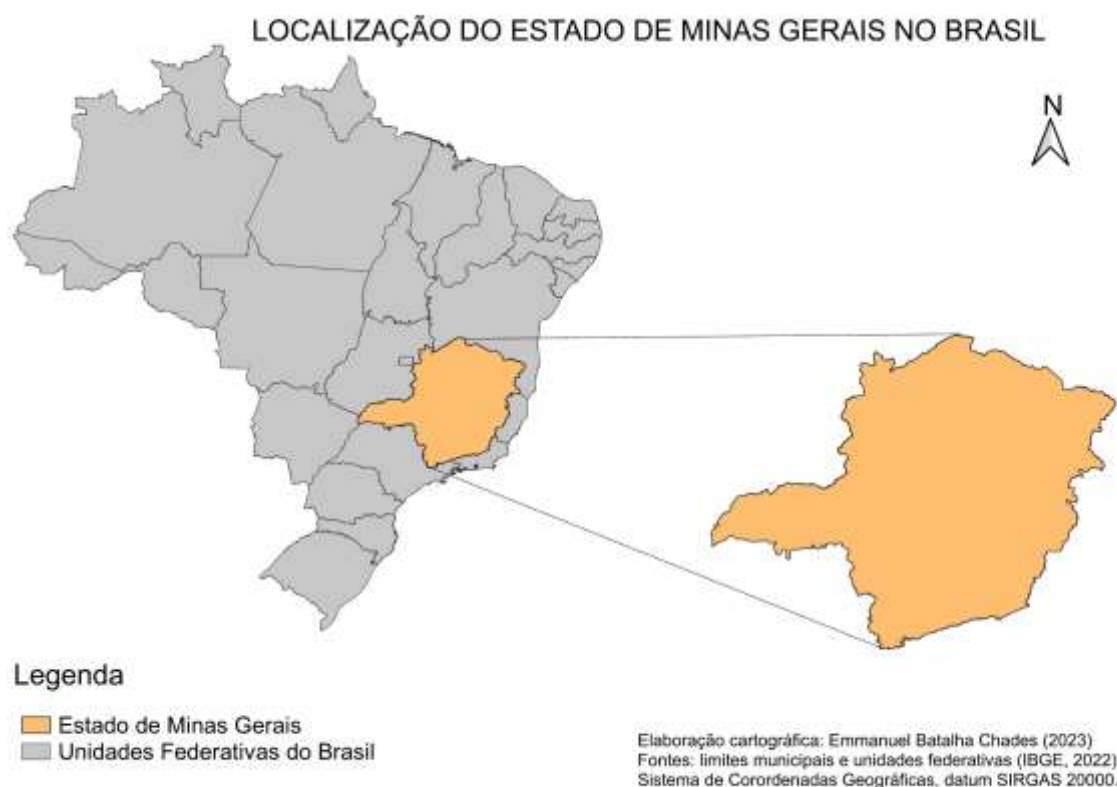 LOCALIZAÇÃO DO ESTADO DE MINAS GERAIS NO BRASIL
N
Legenda
Estado de Minas Gerais
Unidades Federativas do Brasil
Elaboração cartográfica: Emmanuel Batalha Chades (2023)
Fontes: limites municipais e unidades federativas (IBGE, 2022)
Sistema de Corordenadas Geográficas, datum SIRGAS 20000.